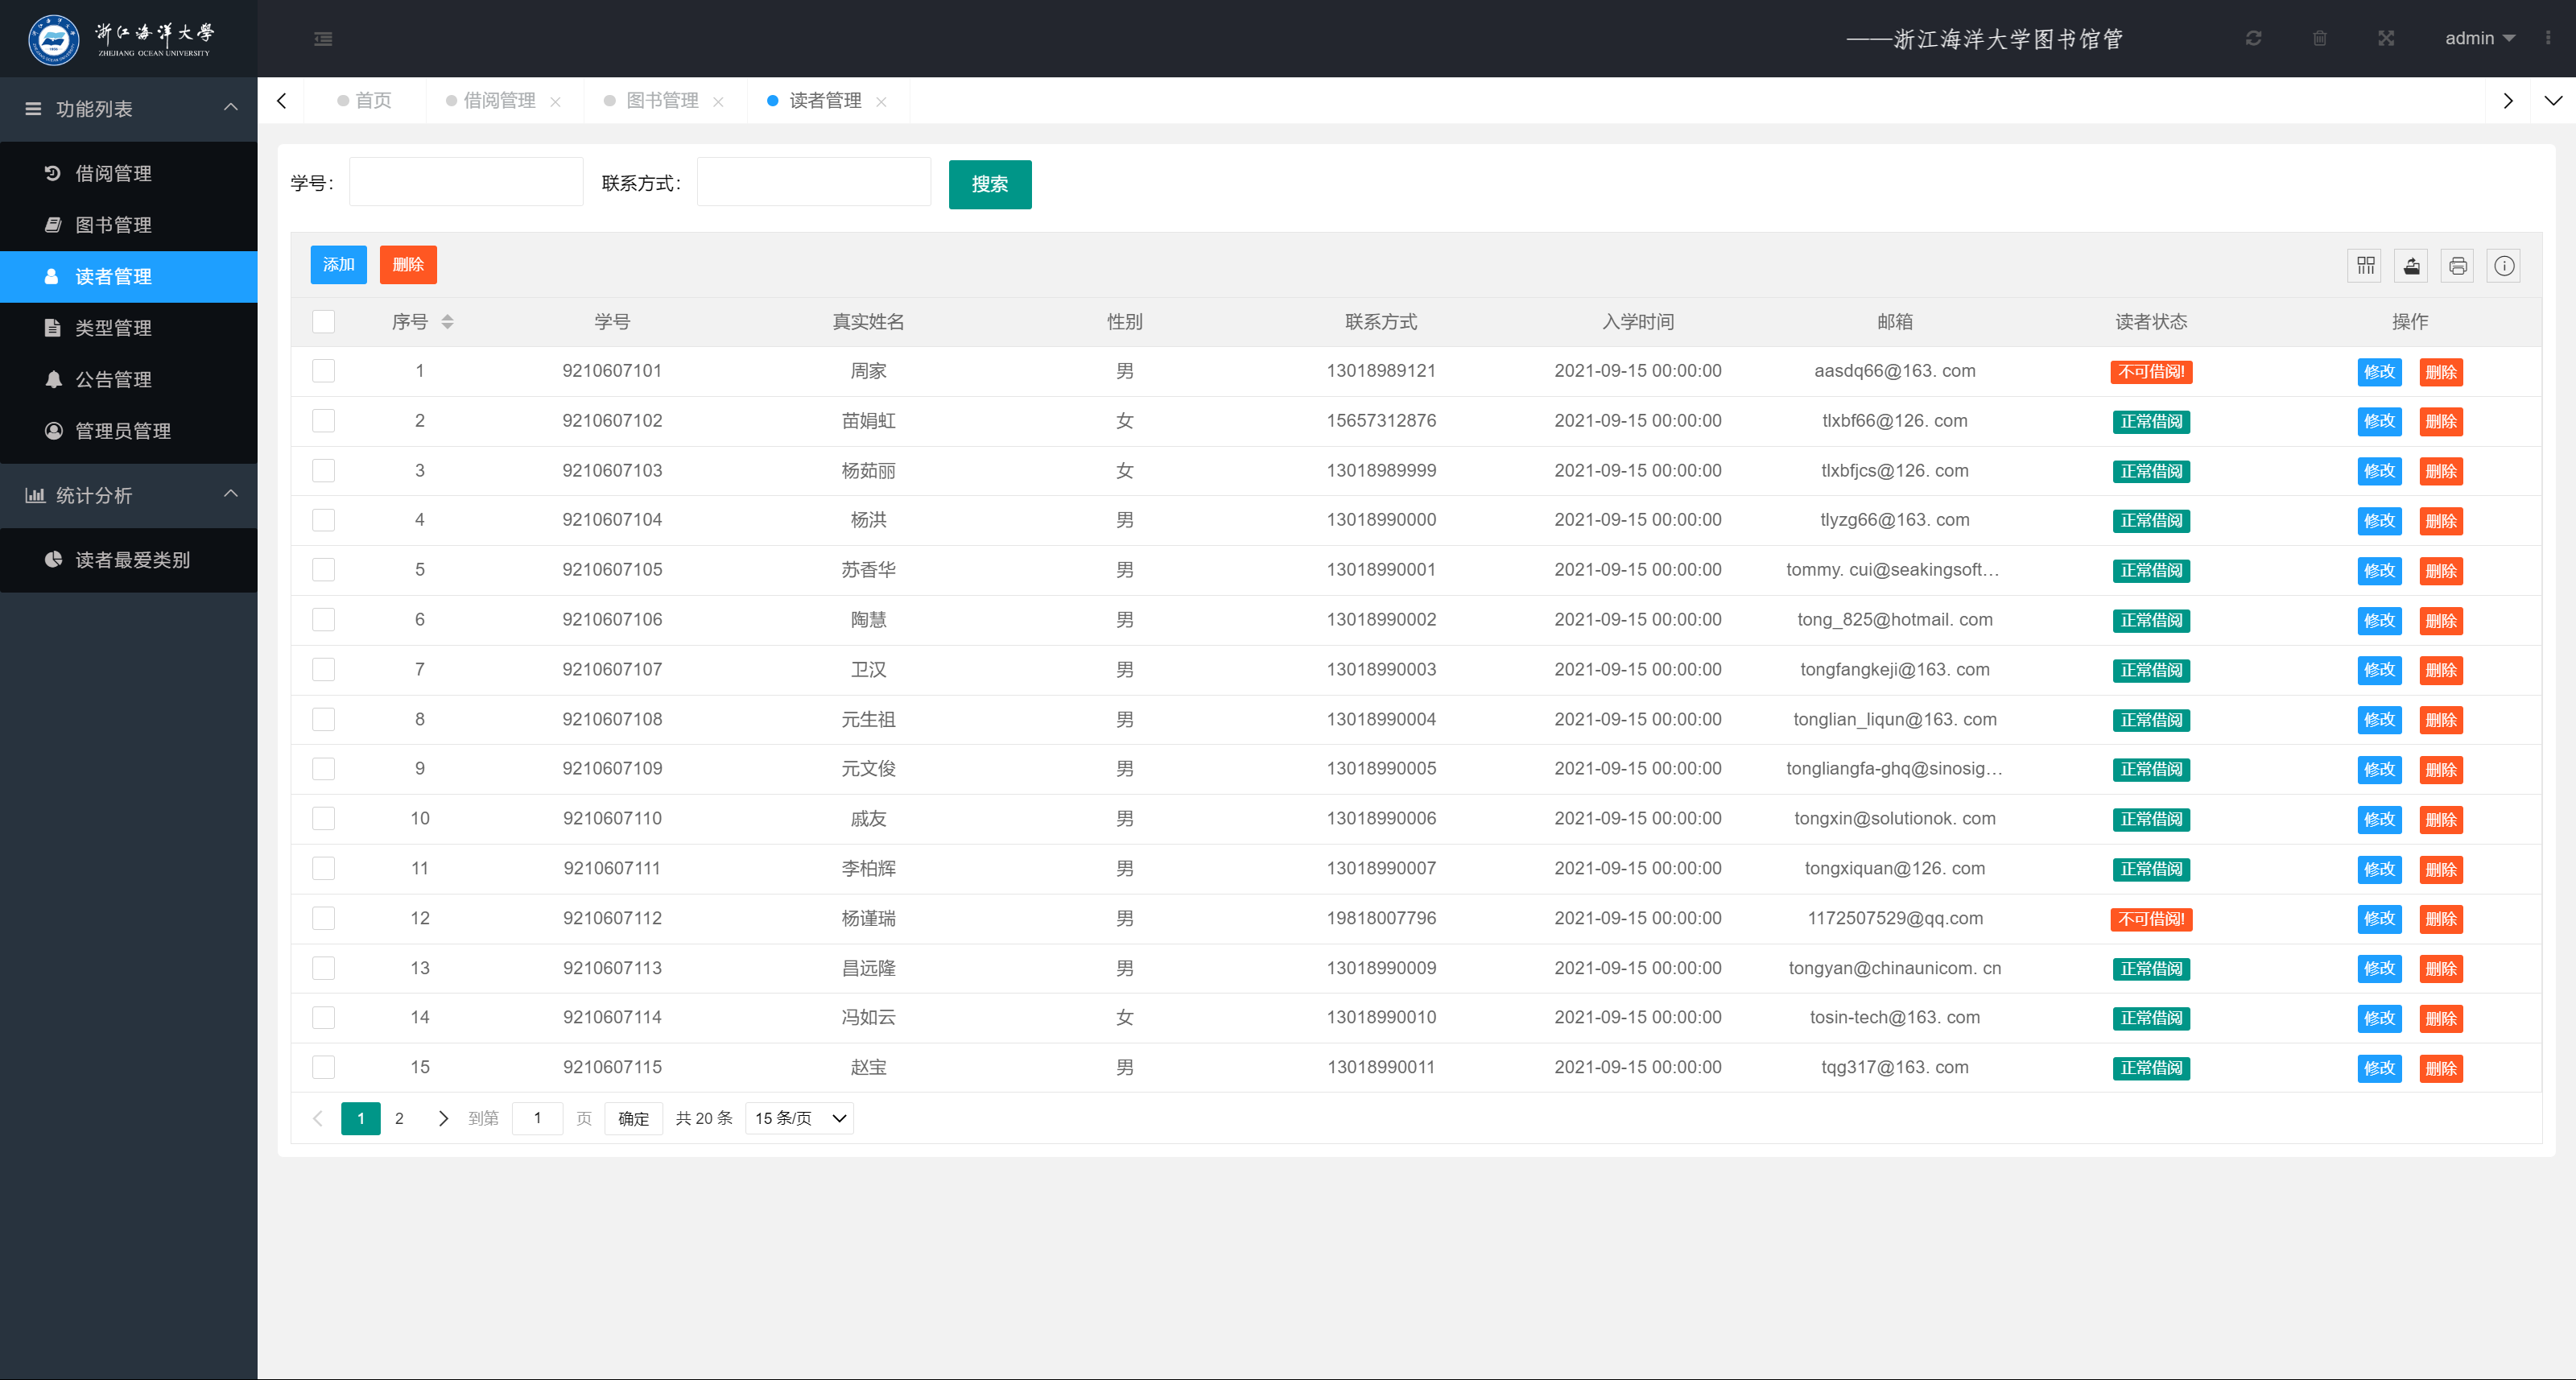 浙江海洋大学
ZHEJIANG OCEAN UNIVERSITY
——浙江海洋大学图书馆管
admin
功能列表
借阅管理
图书管理
读者管理
类型管理
公告管理
管理员管理
统计分析
读者最爱类别
首页 借阅管理 图书管理 读者管理
学号： 联系方式： 搜索
添加 删除
序号 学号 真实姓名 性别 联系方式 入学时间 邮箱 读者状态 操作
1 9210607101 周家 男 13018989121 2021-09-15 00:00:00 aasdq66@163. com 不可借阅! 修改 删除
2 9210607102 苗娟虹 女 15657312876 2021-09-15 00:00:00 tlxbf66@126. com 正常借阅 修改 删除
3 9210607103 杨茹丽 女 13018989999 2021-09-15 00:00:00 tlxbfjcs@126. com 正常借阅 修改 删除
4 9210607104 杨洪 男 13018990000 2021-09-15 00:00:00 tlyzg66@163. com 正常借阅 修改 删除
5 9210607105 苏香华 男 13018990001 2021-09-15 00:00:00 tommy. cui@seakingsoft… 正常借阅 修改 删除
6 9210607106 陶慧 男 13018990002 2021-09-15 00:00:00 tong_825@hotmail. com 正常借阅 修改 删除
7 9210607107 卫汉 男 13018990003 2021-09-15 00:00:00 tongfangkeji@163. com 正常借阅 修改 删除
8 9210607108 元生祖 男 13018990004 2021-09-15 00:00:00 tonglian_liqun@163. com 正常借阅 修改 删除
9 9210607109 元文俊 男 13018990005 2021-09-15 00:00:00 tongliangfa-ghq@sinosig… 正常借阅 修改 删除
10 9210607110 戚友 男 13018990006 2021-09-15 00:00:00 tongxin@solutionok. com 正常借阅 修改 删除
11 9210607111 李柏辉 男 13018990007 2021-09-15 00:00:00 tongxiquan@126. com 正常借阅 修改 删除
12 9210607112 杨谨瑞 男 19818007796 2021-09-15 00:00:00 1172507529@qq.com 不可借阅! 修改 删除
13 9210607113 昌远隆 男 13018990009 2021-09-15 00:00:00 tongyan@chinaunicom. cn 正常借阅 修改 删除
14 9210607114 冯如云 女 13018990010 2021-09-15 00:00:00 tosin-tech@163. com 正常借阅 修改 删除
15 9210607115 赵宝 男 13018990011 2021-09-15 00:00:00 tqg317@163. com 正常借阅 修改 删除
1 2 到第 1 页 确定 共 20 条 15 条/页